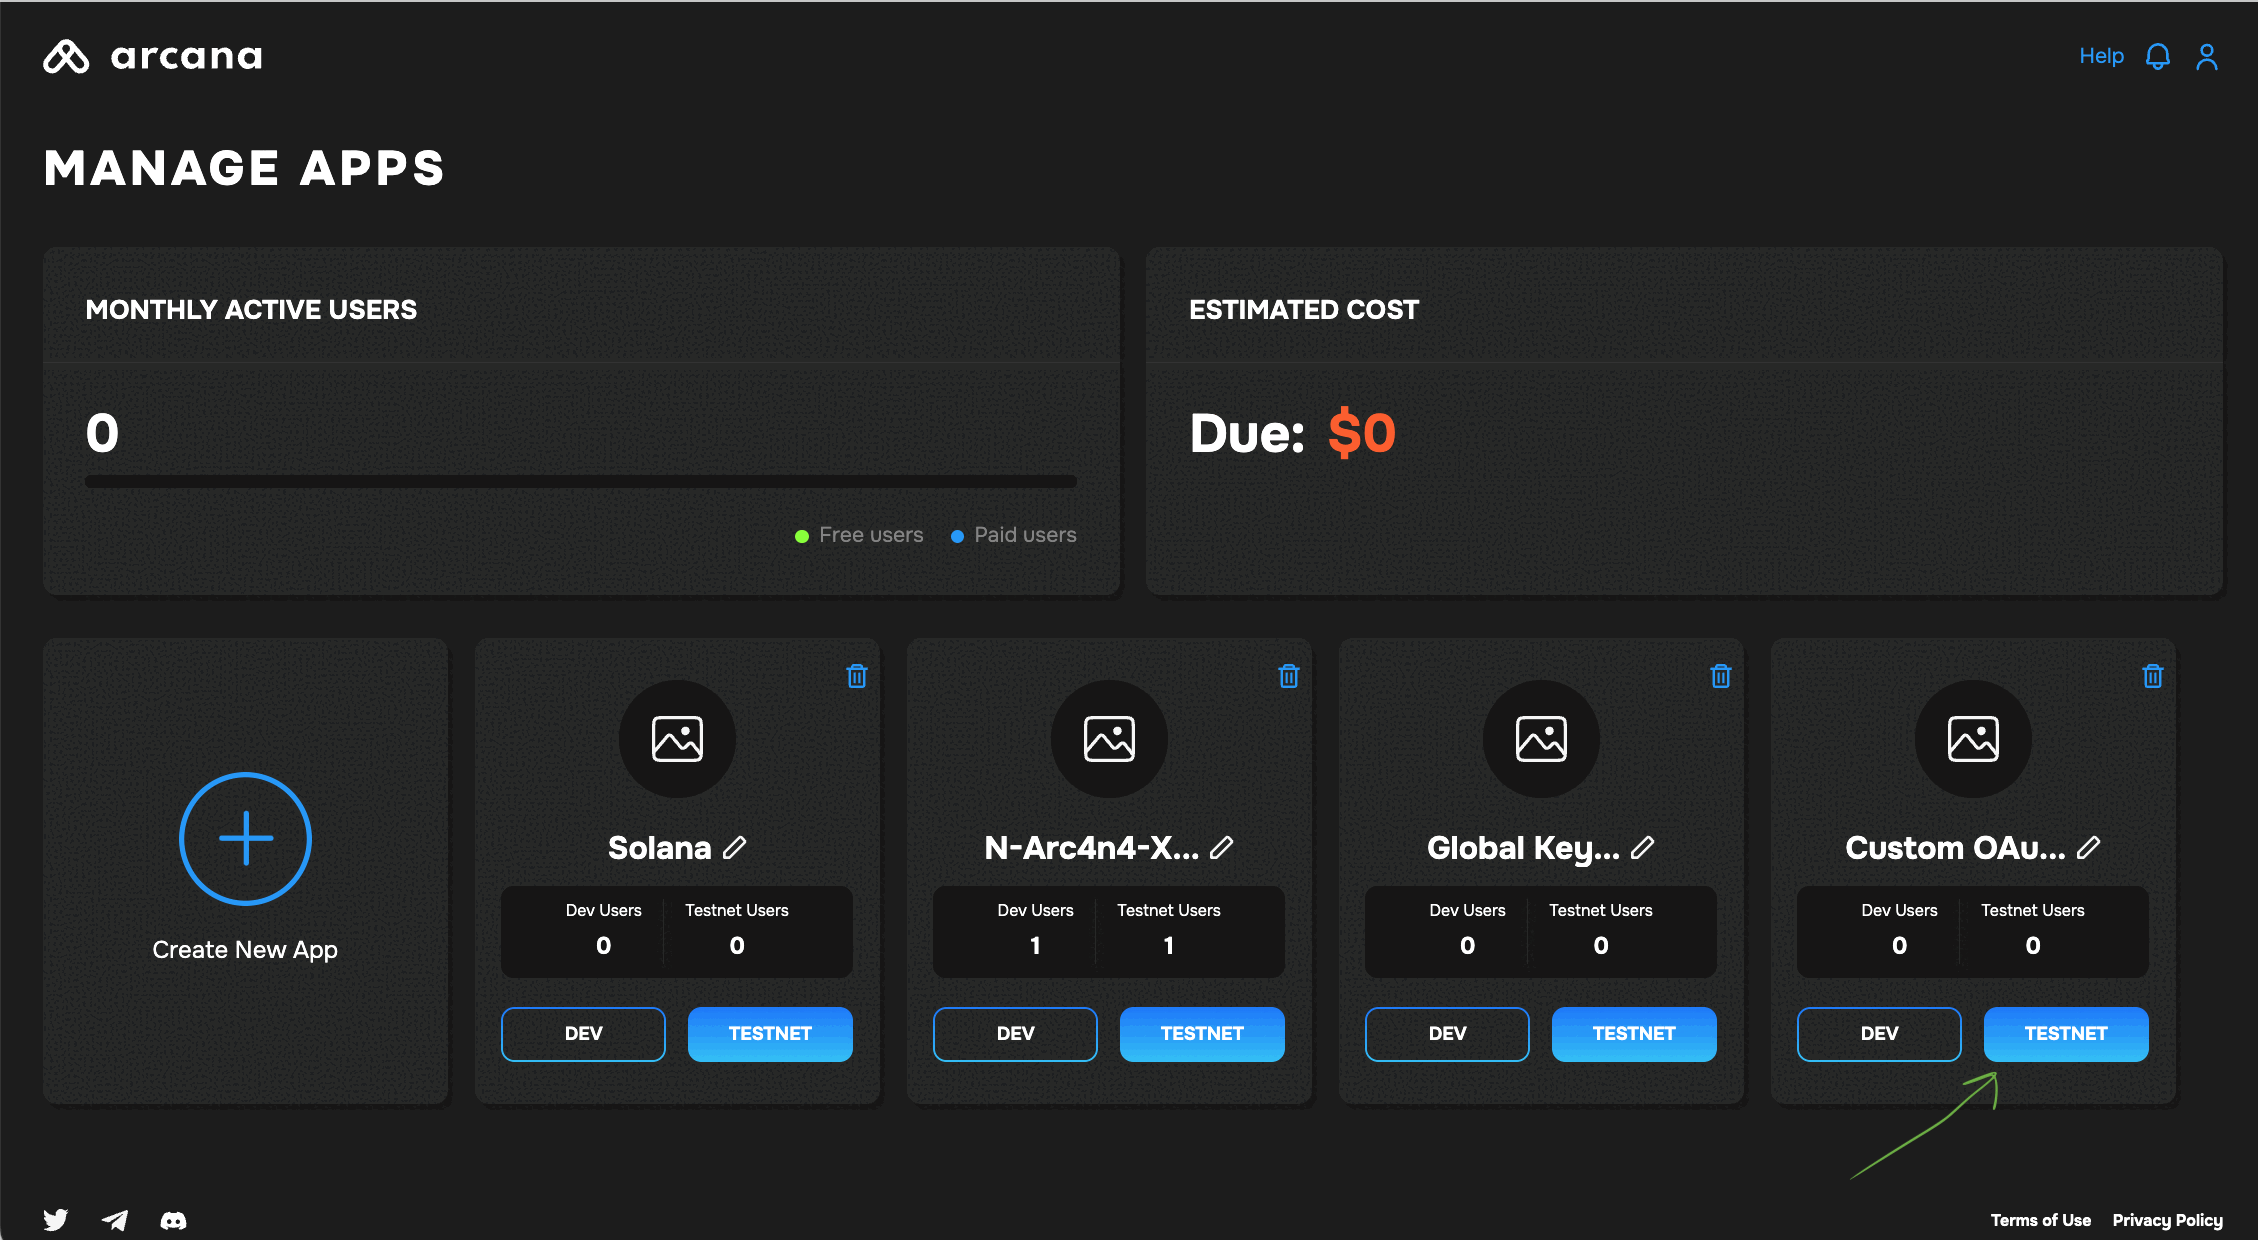 arcana
Help
MANAGE APPS
MONTHLY ACTIVE USERS
0
Free users Paid users
ESTIMATED COST
Due: $0
Create New App
Solana
Dev Users Testnet Users
0 0
DEV TESTNET
N-Arc4n4-X...
Dev Users Testnet Users
1 1
DEV TESTNET
Global Key...
Dev Users Testnet Users
0 0
DEV TESTNET
Custom OAu...
Dev Users Testnet Users
0 0
DEV TESTNET
Terms of Use Privacy Policy